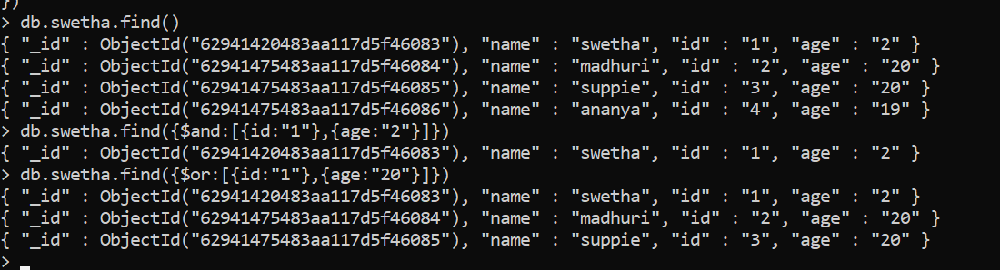 })
> db.swetha.find()
{ "_id" : ObjectId("62941420483aa117d5f46083"), "name" : "swetha", "id" : "1", "age" : "2" }
{ "_id" : ObjectId("62941475483aa117d5f46084"), "name" : "madhuri", "id" : "2", "age" : "20" }
{ "_id" : ObjectId("62941475483aa117d5f46085"), "name" : "suppie", "id" : "3", "age" : "20" }
{ "_id" : ObjectId("62941475483aa117d5f46086"), "name" : "ananya", "id" : "4", "age" : "19" }
> db.swetha.find({$and:[{id:"1"},{age:"2"}]})
{ "_id" : ObjectId("62941420483aa117d5f46083"), "name" : "swetha", "id" : "1", "age" : "2" }
> db.swetha.find({$or:[{id:"1"},{age:"20"}]})
{ "_id" : ObjectId("62941420483aa117d5f46083"), "name" : "swetha", "id" : "1", "age" : "2" }
{ "_id" : ObjectId("62941475483aa117d5f46084"), "name" : "madhuri", "id" : "2", "age" : "20" }
{ "_id" : ObjectId("62941475483aa117d5f46085"), "name" : "suppie", "id" : "3", "age" : "20" }
>